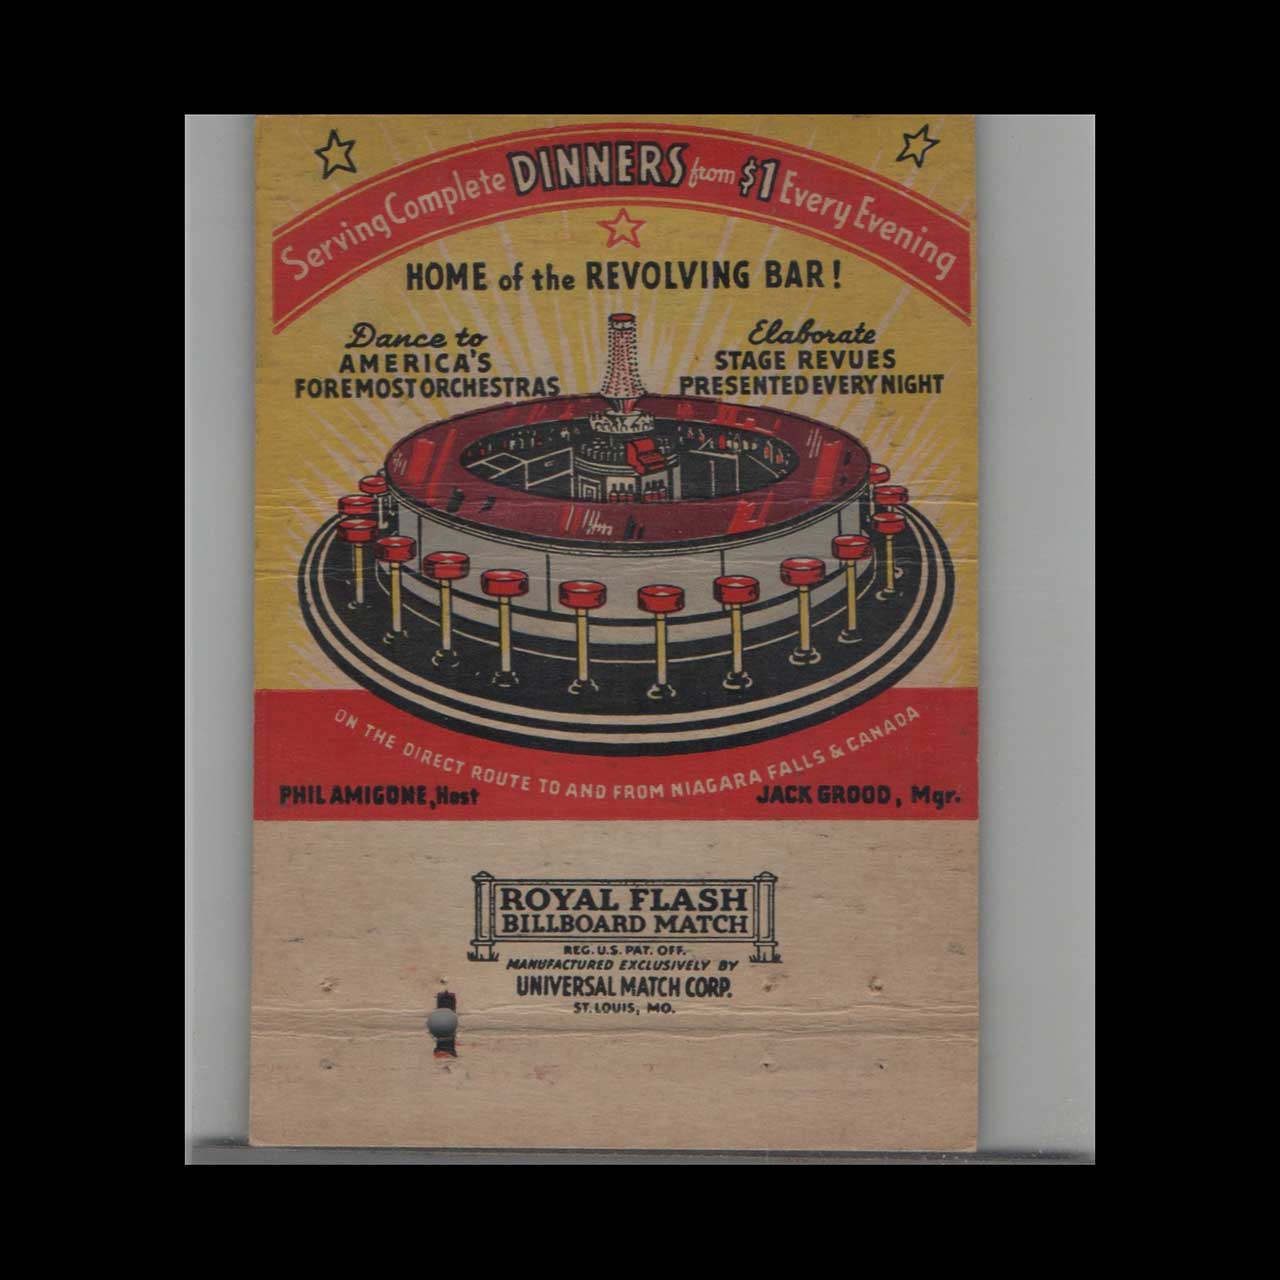 Serving Complete DINNERS from $1 Every Evening
HOME of the REVOLVING BAR!
Dance to
AMERICA'S
FOREMOST ORCHESTRAS
Elaborate
STAGE REVUES
PRESENTED EVERY NIGHT
ON THE DIRECT ROUTE TO AND FROM NIAGARA FALLS & CANADA
PHIL AMIGONE, Host
JACK GROOD, Mgr.
ROYAL FLASH
BILLBOARD MATCH
REG. U.S. PAT. OFF.
MANUFACTURED EXCLUSIVELY BY
UNIVERSAL MATCH CORP.
ST. LOUIS, MO.